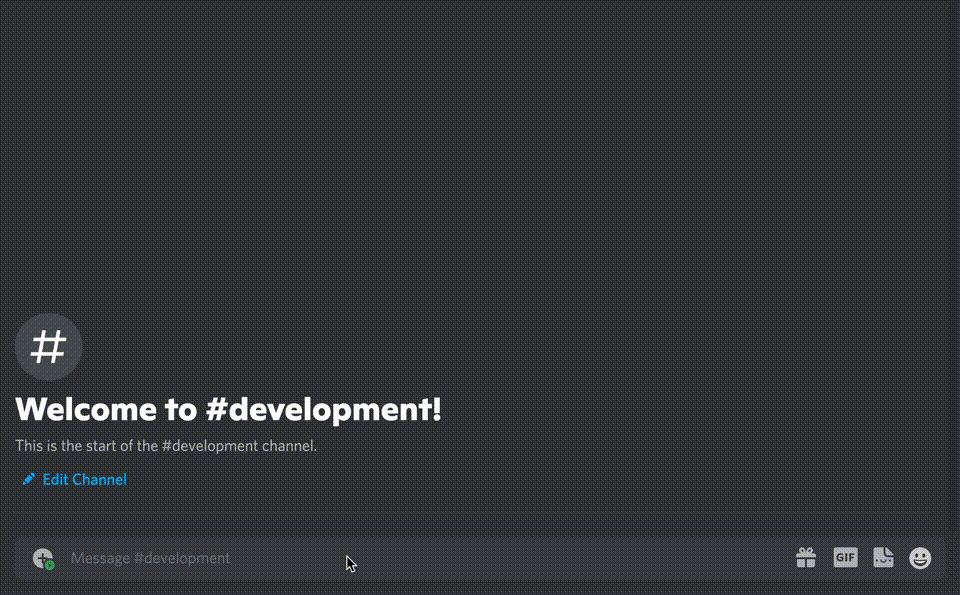 #
Welcome to #development!
This is the start of the #development channel.
Edit Channel
Message #development
GIF